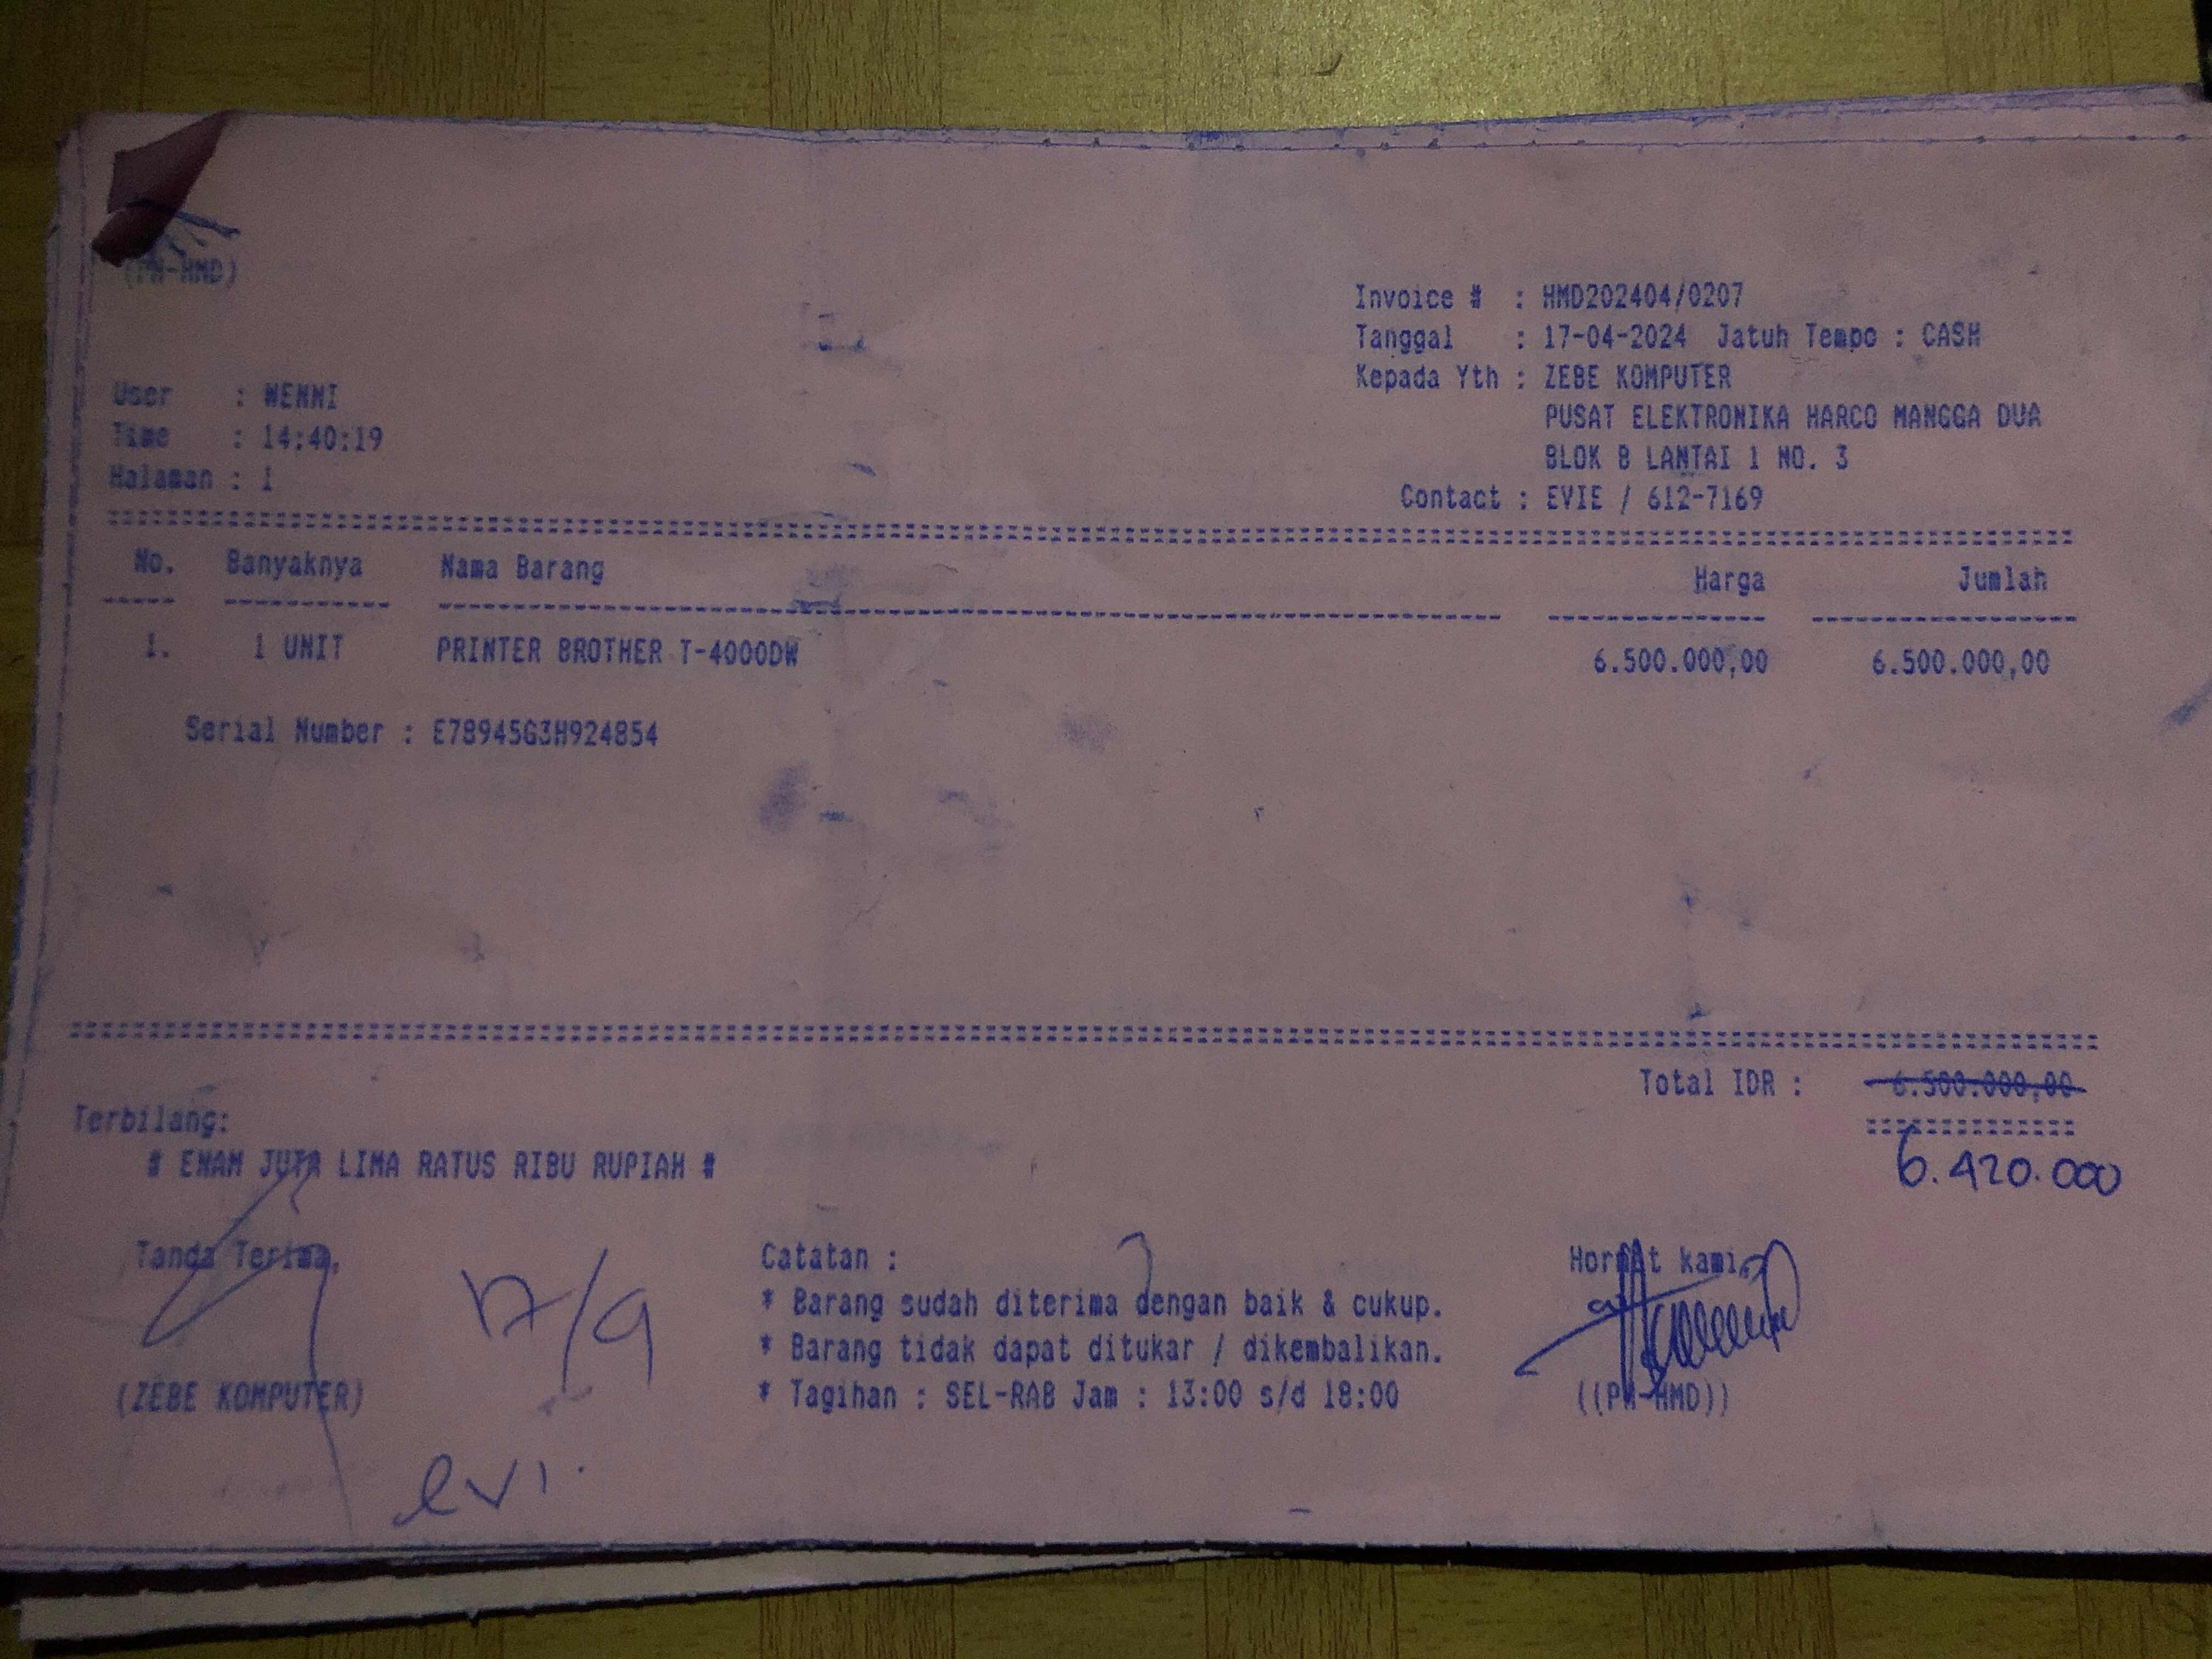 (PM-HMD)
Invoice # : HMD202404/0207
Tanggal : 17-04-2024 Jatuh Tempo : CASH
Kepada Yth : ZEBE KOMPUTER
PUSAT ELEKTRONIKA HARCO MANGGA DUA
BLOK B LANTAI 1 NO. 3
Contact : EVIE / 612-7169
User : WENNI
Time : 14:40:19
Halaman : 1
No. Banyaknya Nama Barang Harga Jumlah
1. 1 UNIT PRINTER BROTHER T-4000DW 6.500.000,00 6.500.000,00
Serial Number : E78945G3H924854
Total IDR : 6.500.000,00
6.420.000
Terbilang:
# ENAM JUTA LIMA RATUS RIBU RUPIAH #
Tanda Terima,
17/9
(ZEBE KOMPUTER)
evi.
Catatan :
* Barang sudah diterima dengan baik & cukup.
* Barang tidak dapat ditukar / dikembalikan.
* Tagihan : SEL-RAB Jam : 13:00 s/d 18:00
Hormat kami,
((PM-HMD))